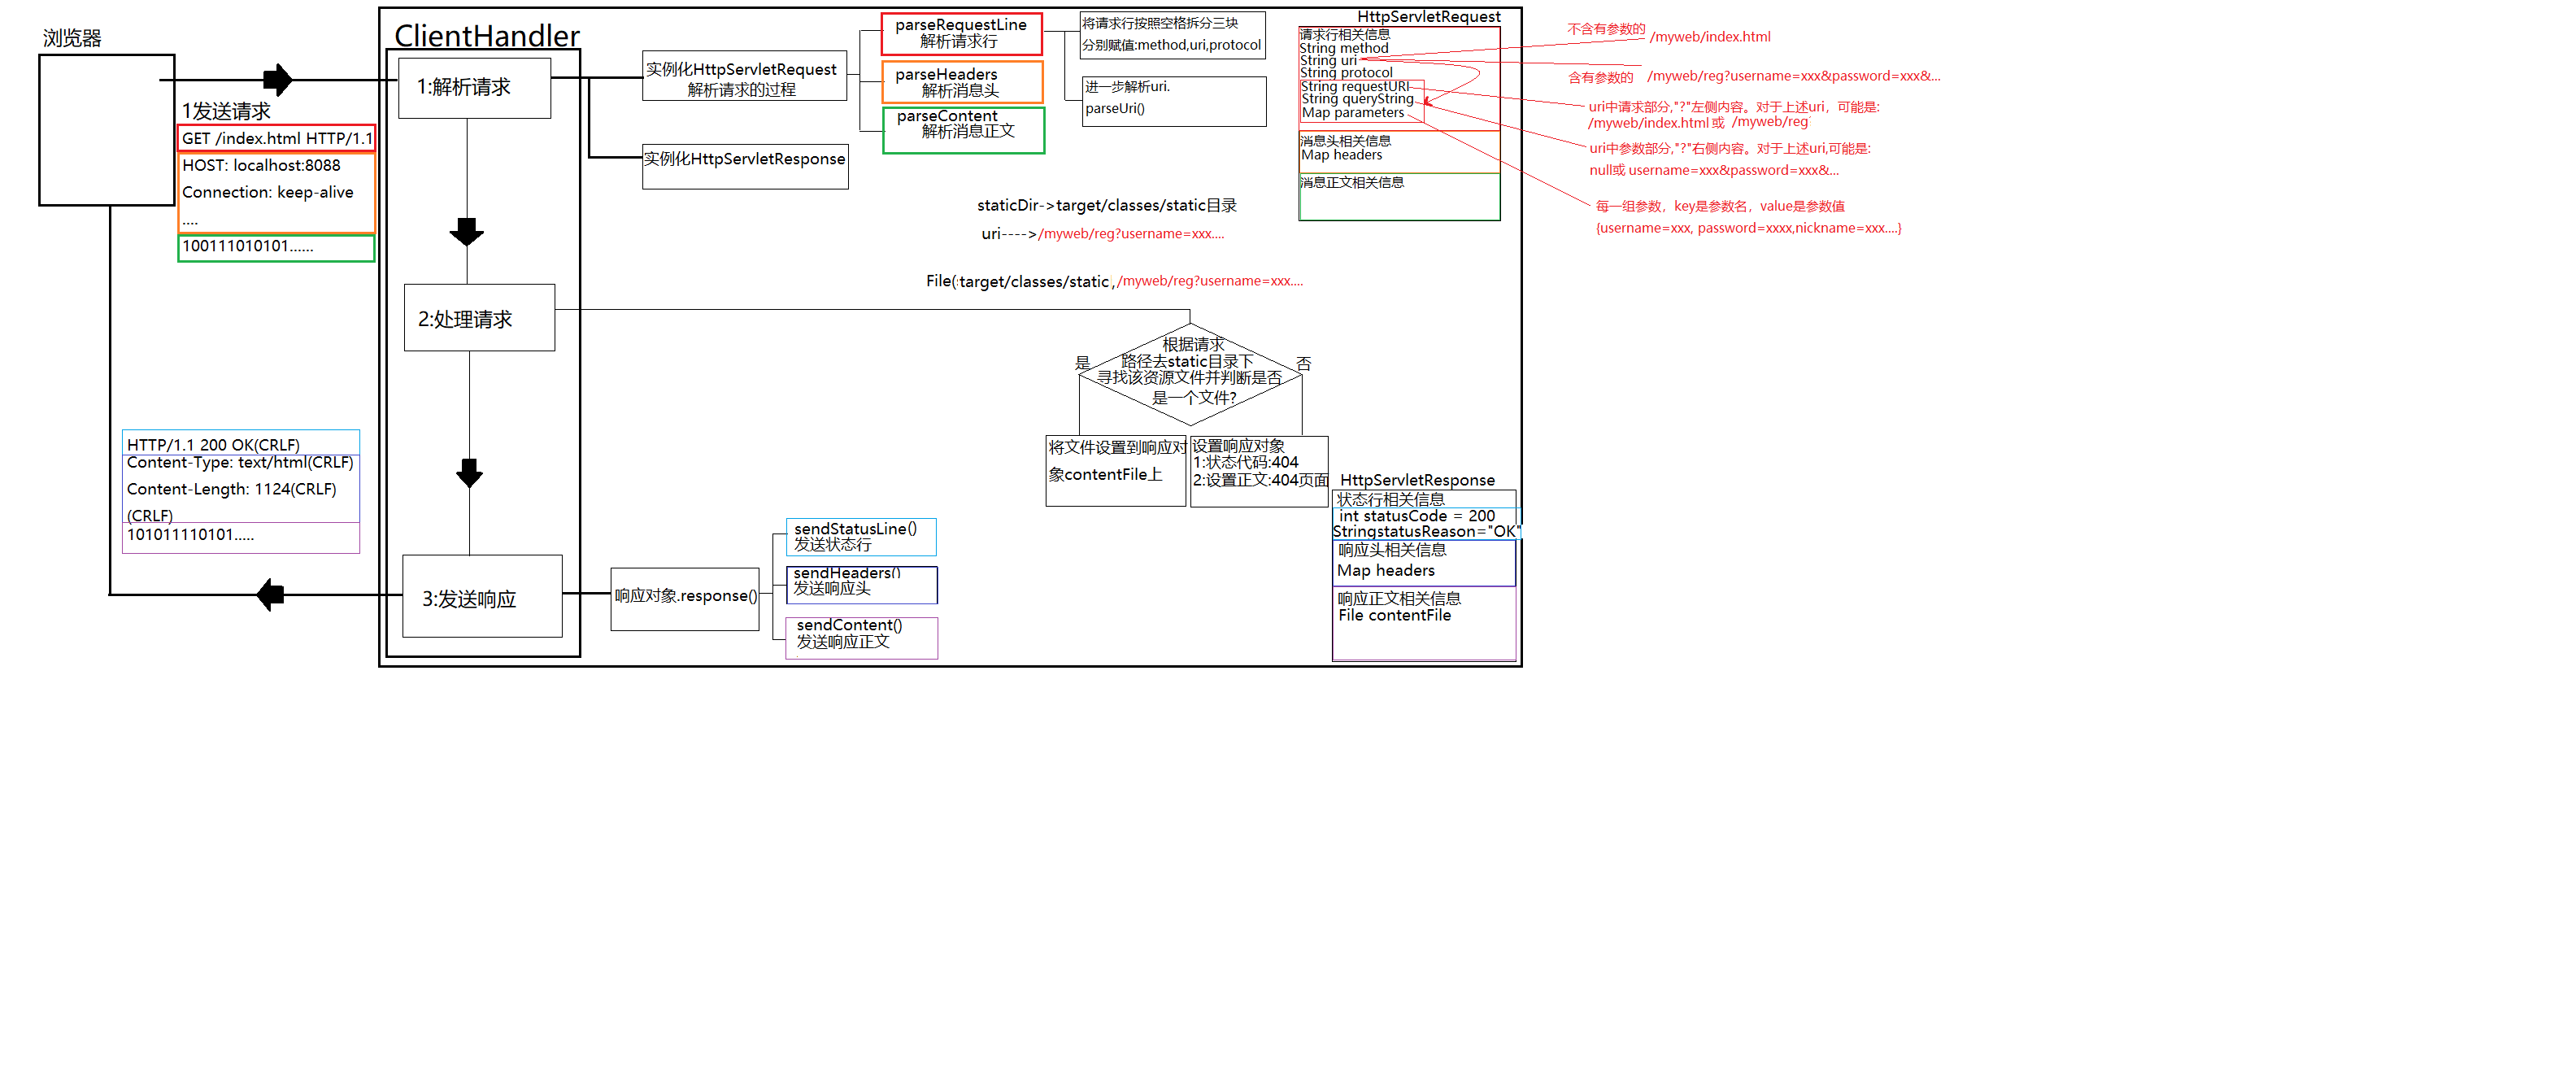 浏览器
1发送请求
GET /index.html HTTP/1.1
HOST: localhost:8088
Connection: keep-alive
....
100111010101......
HTTP/1.1 200 OK(CRLF)
Content-Type: text/html(CRLF)
Content-Length: 1124(CRLF)
(CRLF)
101011110101.....
ClientHandler
1:解析请求
2:处理请求
3:发送响应
实例化HttpServletRequest
解析请求的过程
实例化HttpServletResponse
parseRequestLine
解析请求行
parseHeaders
解析消息头
parseContent
解析消息正文
将请求行按照空格拆分三块
分别赋值:method,uri,protocol
进一步解析uri.
parseUri()
staticDir->target/classes/static目录
uri---->/myweb/reg?username=xxx....
File(target/classes/static,/myweb/reg?username=xxx....
根据请求
路径去static目录下
寻找该资源文件并判断是否
是一个文件?
是
否
将文件设置到响应对
象contentFile上
设置响应对象
1:状态代码:404
2:设置正文:404页面
响应对象.response()
sendStatusLine()
发送状态行
sendHeaders()
发送响应头
sendContent()
发送响应正文
HttpServletRequest
请求行相关信息
String method
String uri
String protocol
String requestURI
String queryString
Map parameters
消息头相关信息
Map headers
消息正文相关信息
HttpServletResponse
状态行相关信息
int statusCode = 200
StringstatusReason="OK"
响应头相关信息
Map headers
响应正文相关信息
File contentFile
不含有参数的
/myweb/index.html
含有参数的
/myweb/reg?username=xxx&password=xxx&...
uri中请求部分,"?"左侧内容。对于上述uri，可能是:
/myweb/index.html 或 /myweb/reg
uri中参数部分,"?"右侧内容。对于上述uri,可能是:
null或 username=xxx&password=xxx&...
每一组参数，key是参数名，value是参数值
{username=xxx, password=xxxx,nickname=xxx....}